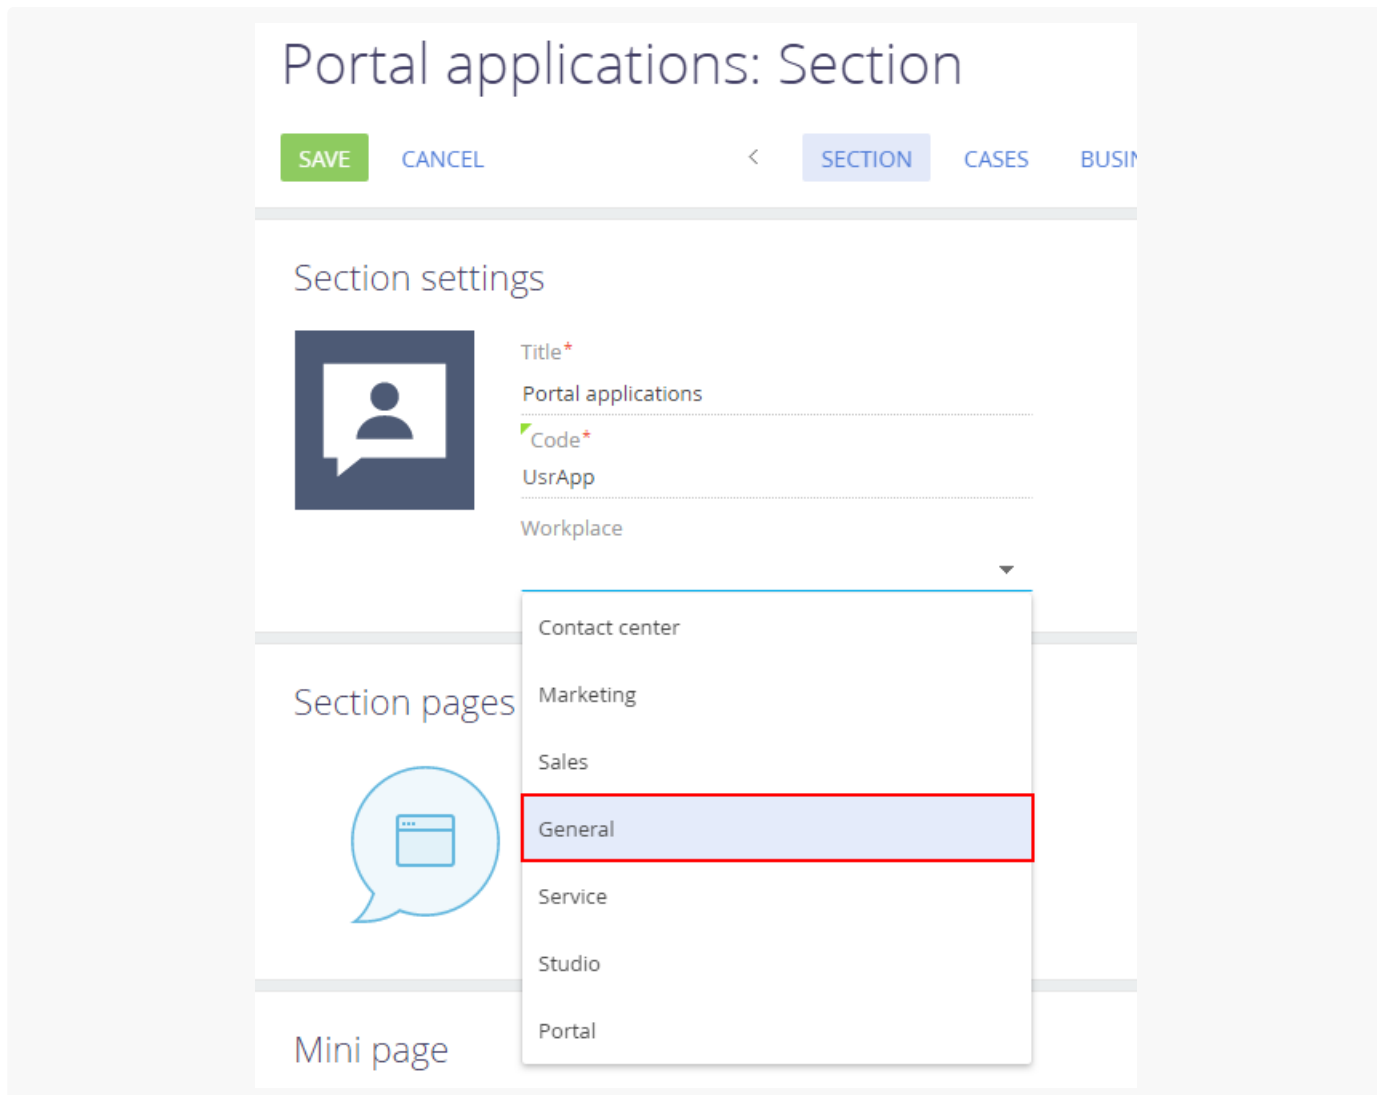 Portal applications: Section
SAVE CANCEL < SECTION CASES BUSIN
Section settings
Title*
Portal applications
Code*
UsrApp
Workplace
Contact center
Marketing
Sales
General
Service
Studio
Portal
Section pages
Mini page